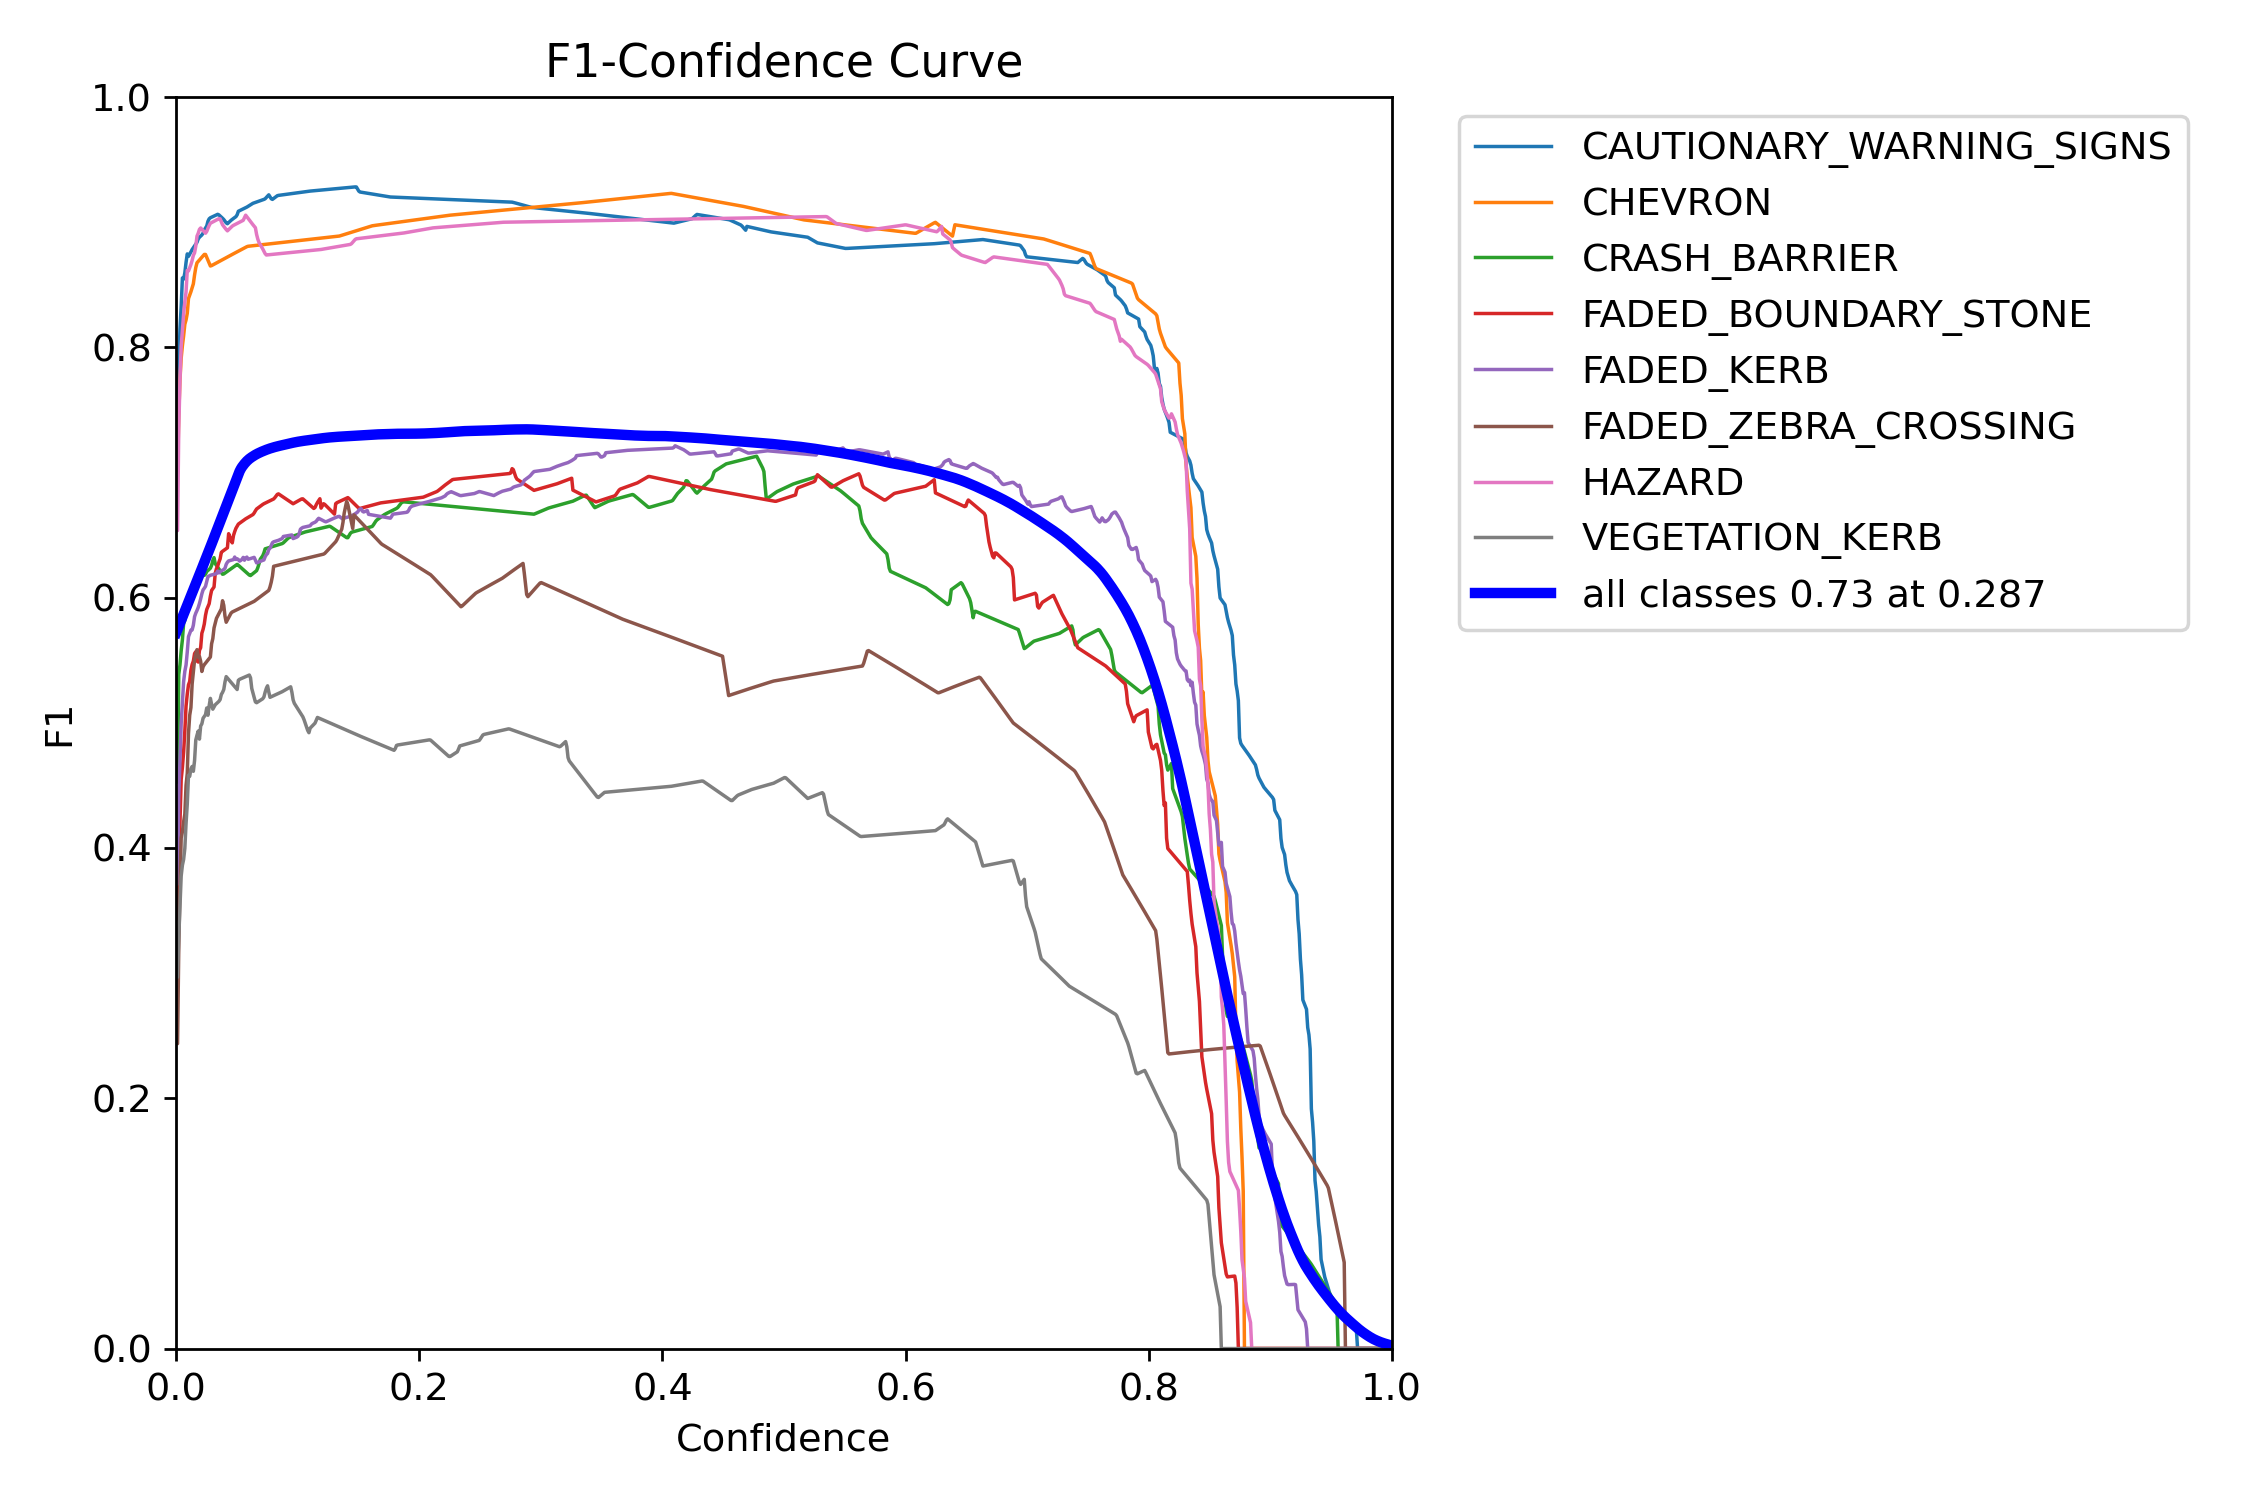 F1-Confidence Curve
1.0
0.8
0.6
0.4
0.2
0.0
F1
0.0 0.2 0.4 0.6 0.8 1.0
Confidence
CAUTIONARY_WARNING_SIGNS
CHEVRON
CRASH_BARRIER
FADED_BOUNDARY_STONE
FADED_KERB
FADED_ZEBRA_CROSSING
HAZARD
VEGETATION_KERB
all classes 0.73 at 0.287